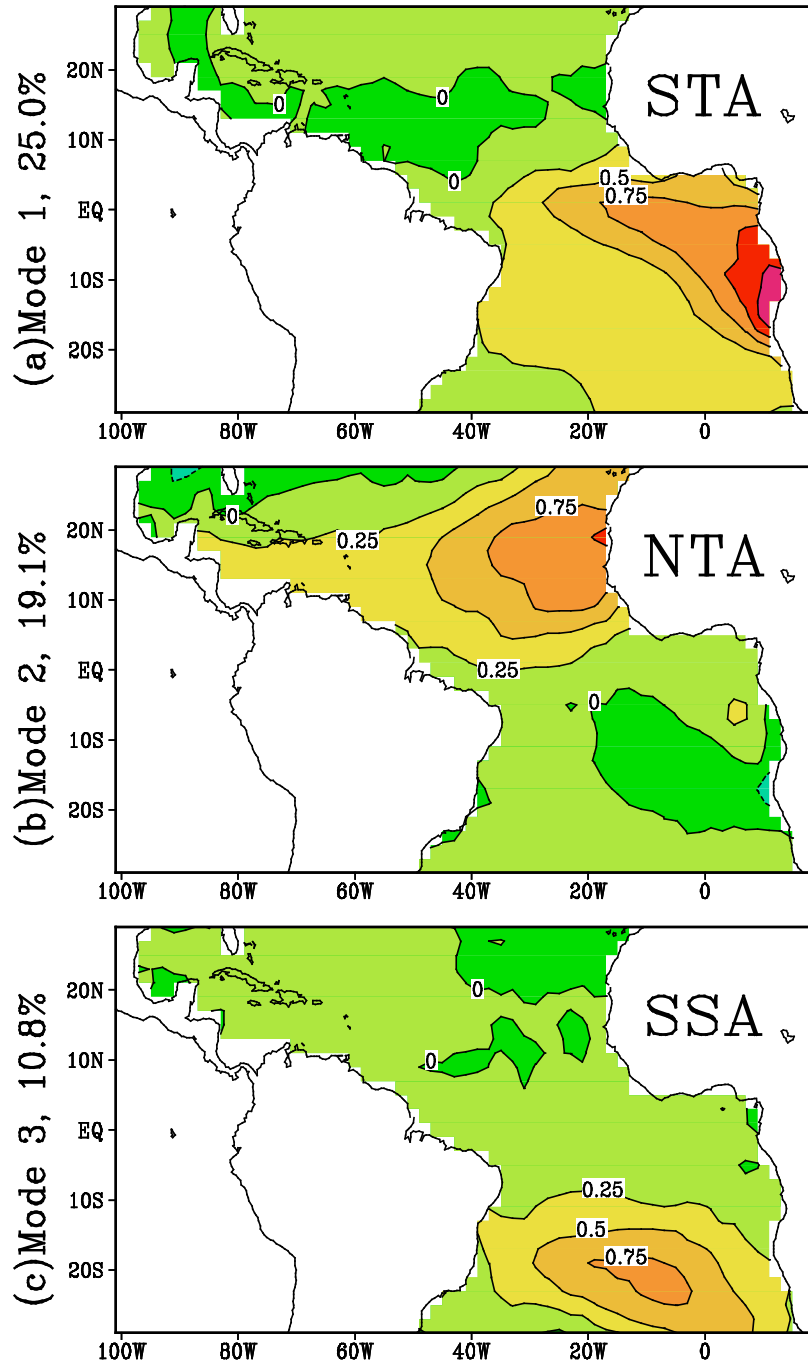 (a)Mode 1, 25.0%
STA
20N
10N
EQ
10S
20S
0
0
0
0.5
0.75
100W 80W 60W 40W 20W 0
(b)Mode 2, 19.1%
NTA
20N
10N
EQ
10S
20S
0.75
0
0.25
0.25
0
100W 80W 60W 40W 20W 0
(c)Mode 3, 10.8%
SSA
20N
10N
EQ
10S
20S
0
0
0.25
0.5
0.75
100W 80W 60W 40W 20W 0